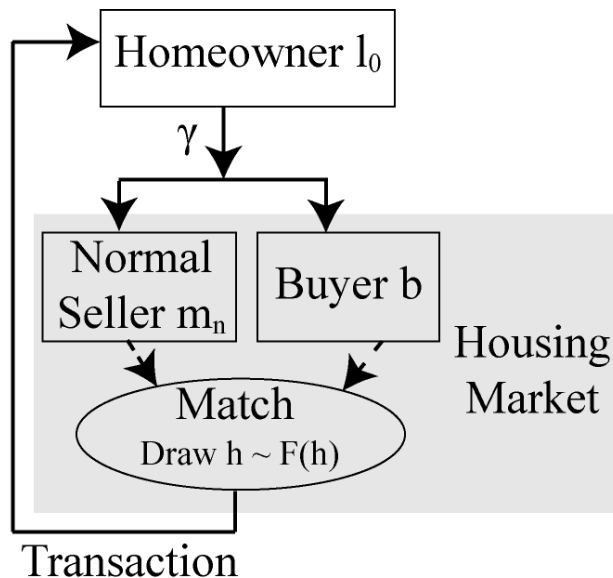 Homeowner l₀
γ
Normal
Seller mₙ
Buyer b
Housing
Market
Match
Draw h ~ F(h)
Transaction